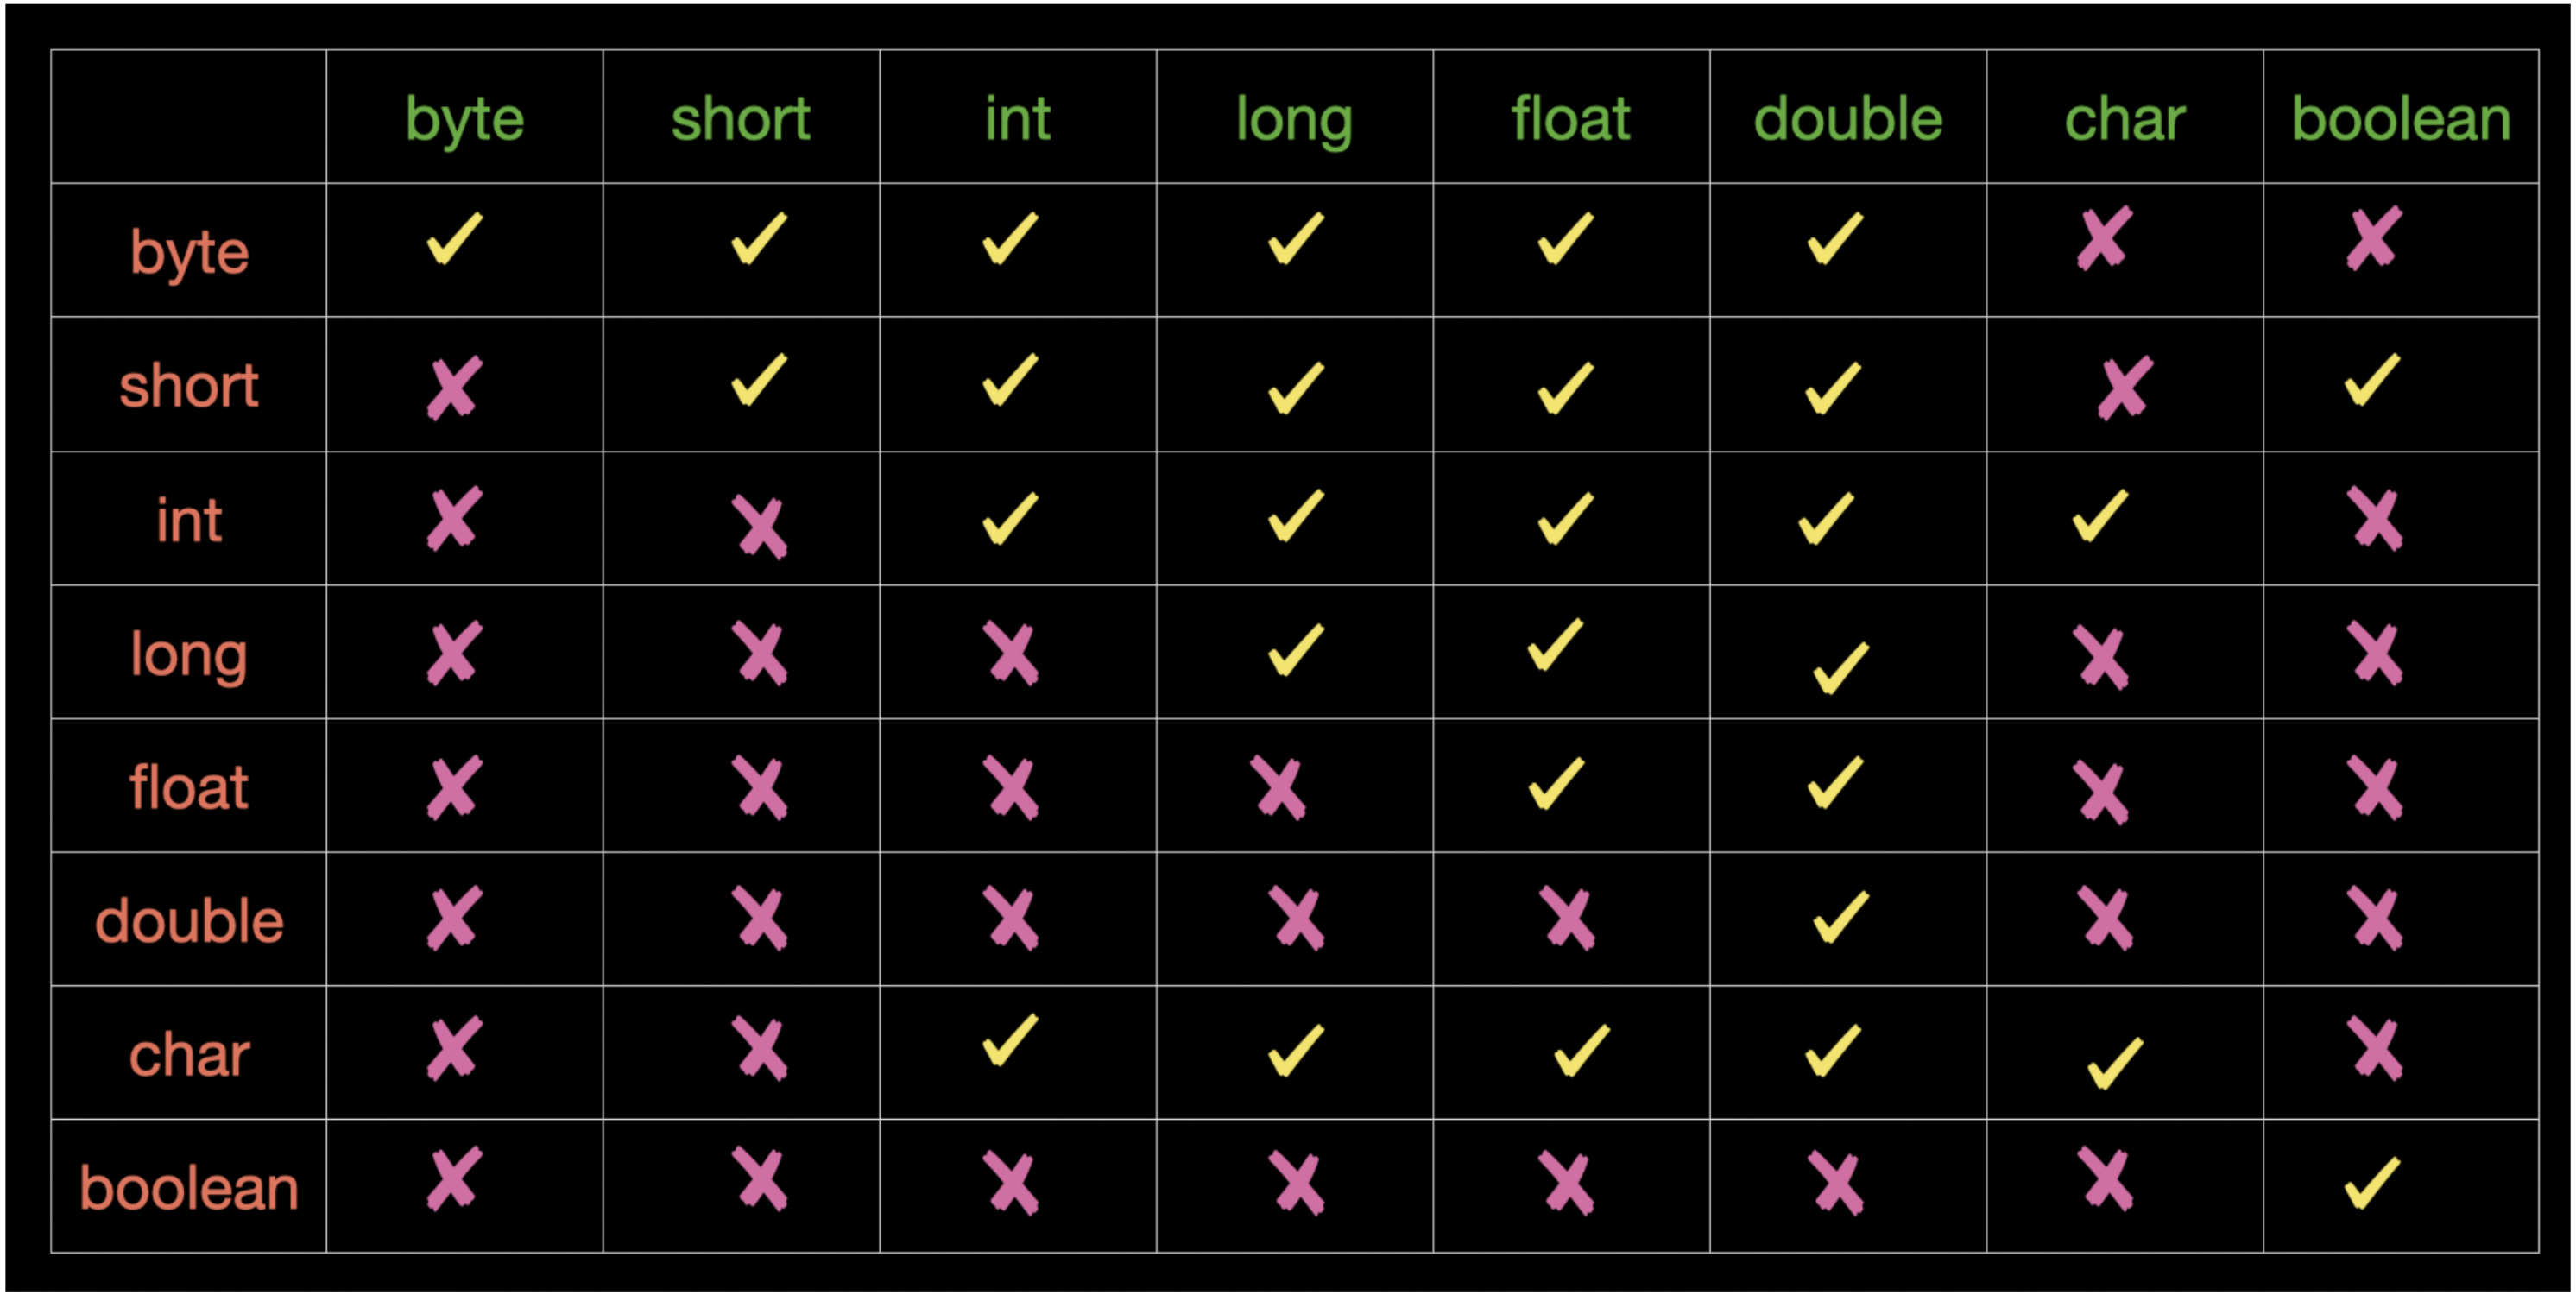 byte short int long float double char boolean
byte ✓ ✓ ✓ ✓ ✓ ✓ ✗ ✗
short ✗ ✓ ✓ ✓ ✓ ✓ ✗ ✓
int ✗ ✗ ✓ ✓ ✓ ✓ ✓ ✗
long ✗ ✗ ✗ ✓ ✓ ✓ ✗ ✗
float ✗ ✗ ✗ ✗ ✓ ✓ ✗ ✗
double ✗ ✗ ✗ ✗ ✗ ✓ ✗ ✗
char ✗ ✗ ✓ ✓ ✓ ✓ ✓ ✗
boolean ✗ ✗ ✗ ✗ ✗ ✗ ✗ ✓